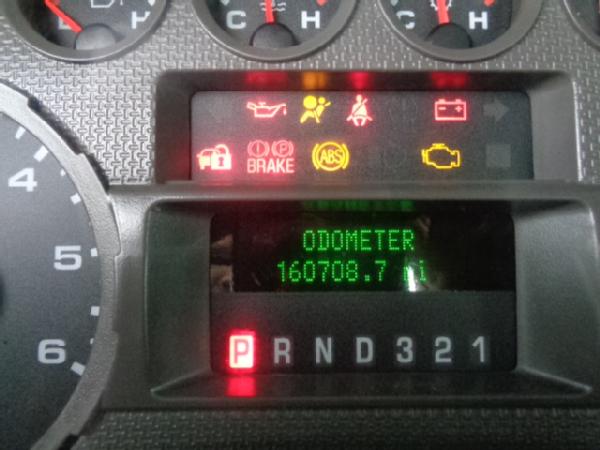 E H C H C H
BRAKE ABS
4
5
6
ODOMETER
160708.7 mi
P R N D 3 2 1